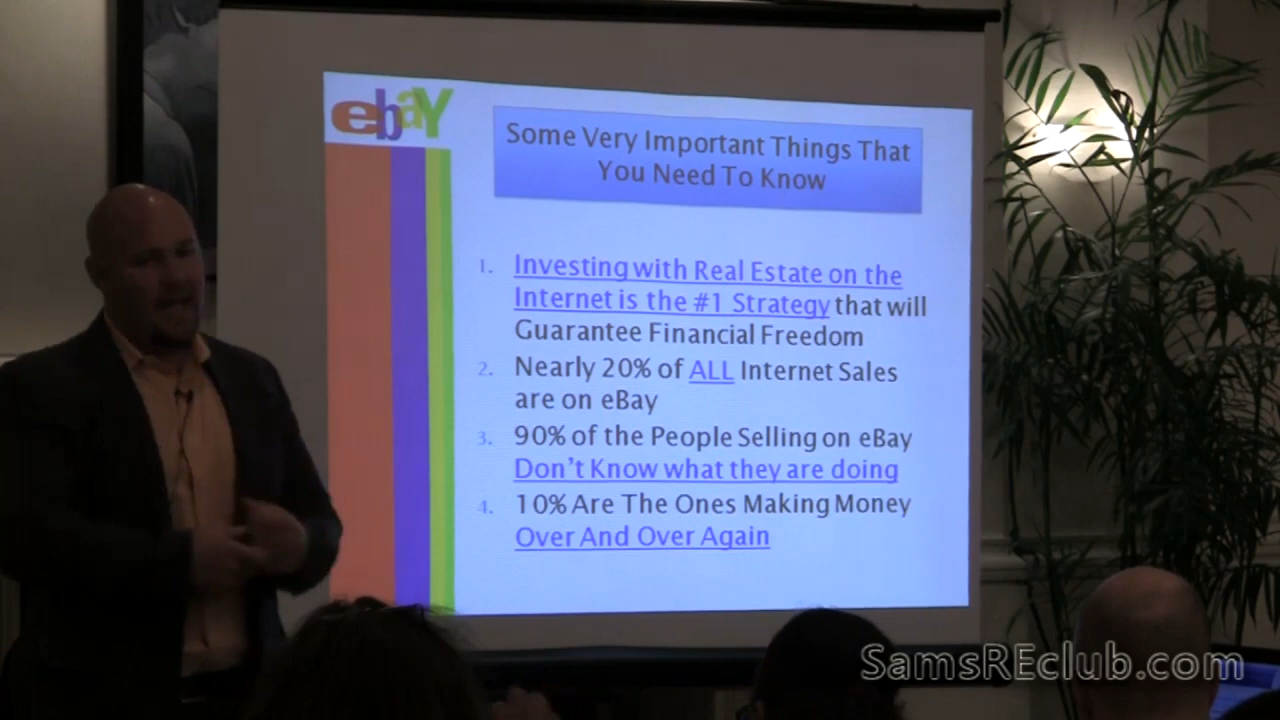 ebaY
Some Very Important Things That
You Need To Know
1. Investing with Real Estate on the
Internet is the #1 Strategy that will
Guarantee Financial Freedom
2. Nearly 20% of ALL Internet Sales
are on eBay
3. 90% of the People Selling on eBay
Don't Know what they are doing
4. 10% Are The Ones Making Money
Over And Over Again
SamsREclub.com